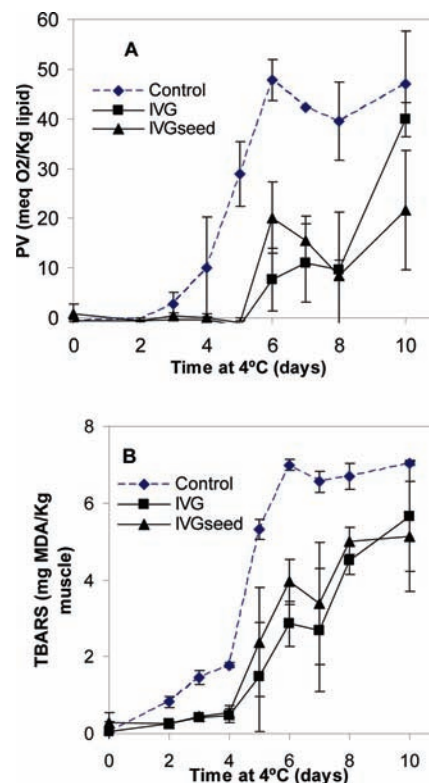 A
60
50
40
30
20
10
0
PV (meq O2/Kg lipid)
Control
IVG
IVGseed
0 2 4 6 8 10
Time at 4ºC (days)
B
8
6
4
2
0
TBARS (mg MDA/Kg
muscle)
Control
IVG
IVGseed
0 2 4 6 8 10
Time at 4ºC (days)